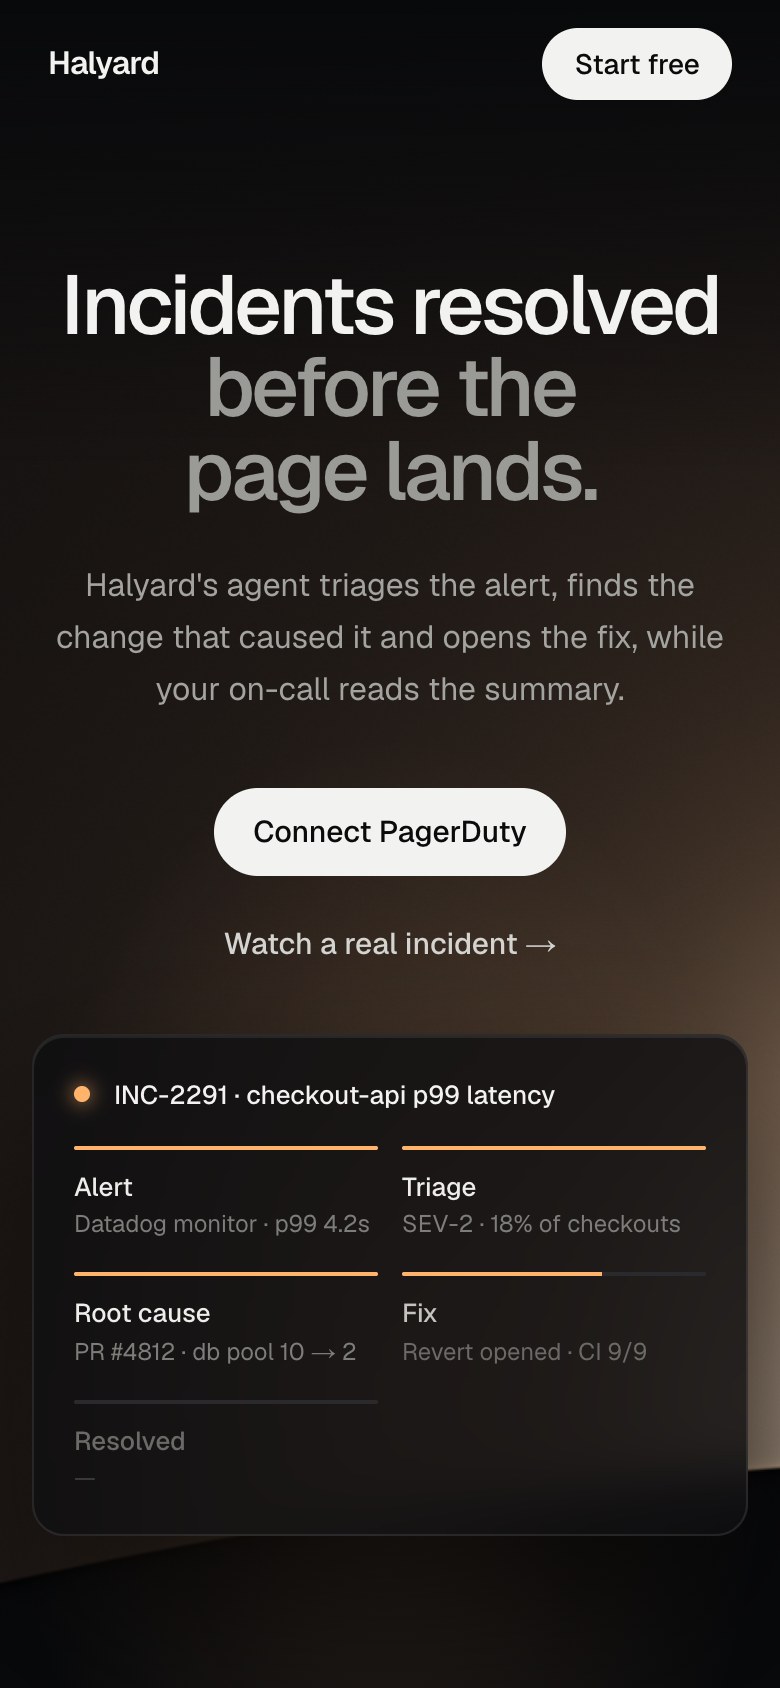 Halyard
Start free
Incidents resolved
before the
page lands.
Halyard's agent triages the alert, finds the
change that caused it and opens the fix, while
your on-call reads the summary.
Connect PagerDuty
Watch a real incident →
INC-2291 · checkout-api p99 latency
Alert
Datadog monitor · p99 4.2s
Triage
SEV-2 · 18% of checkouts
Root cause
PR #4812 · db pool 10 → 2
Fix
Revert opened · CI 9/9
Resolved
—